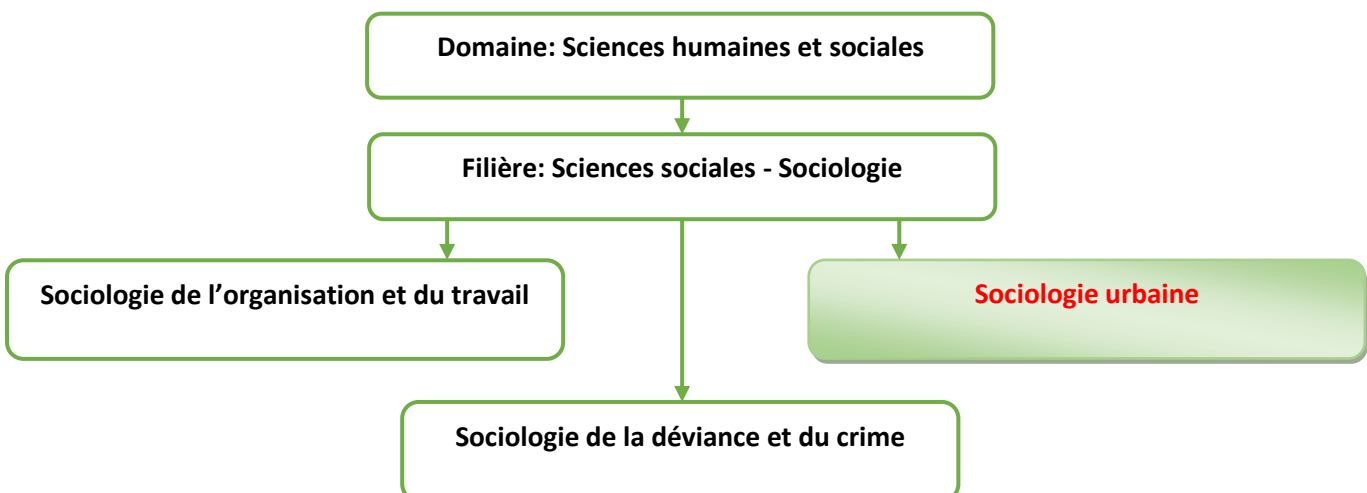 Domaine: Sciences humaines et sociales
Filière: Sciences sociales - Sociologie
Sociologie de l’organisation et du travail
Sociologie urbaine
Sociologie de la déviance et du crime